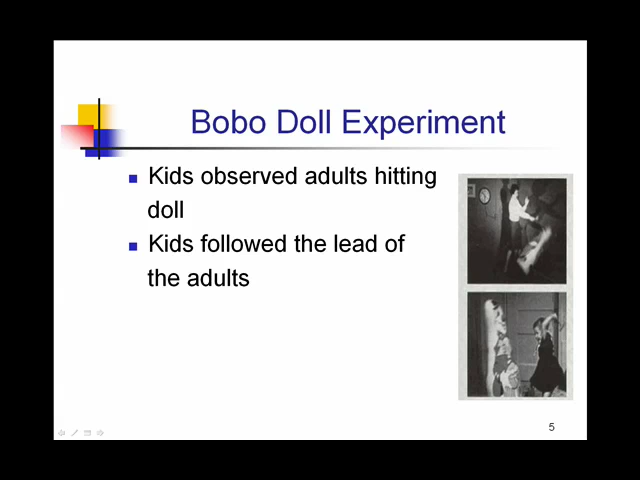 Bobo Doll Experiment
Kids observed adults hitting
doll
Kids followed the lead of
the adults
5